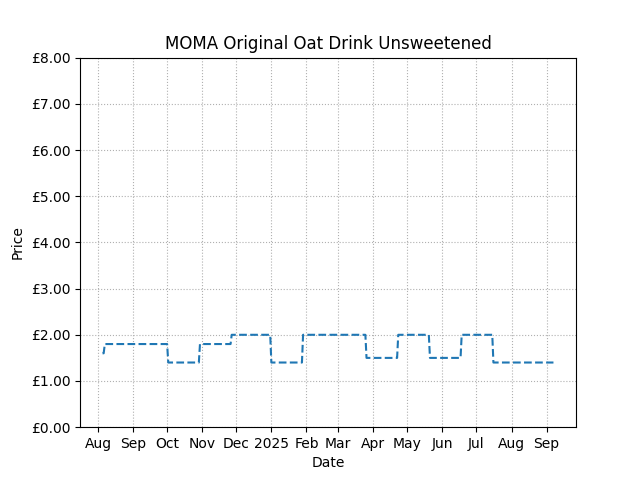 MOMA Original Oat Drink Unsweetened
£8.00
£7.00
£6.00
£5.00
£4.00
£3.00
£2.00
£1.00
£0.00
Price
Aug Sep Oct Nov Dec 2025 Feb Mar Apr May Jun Jul Aug Sep
Date